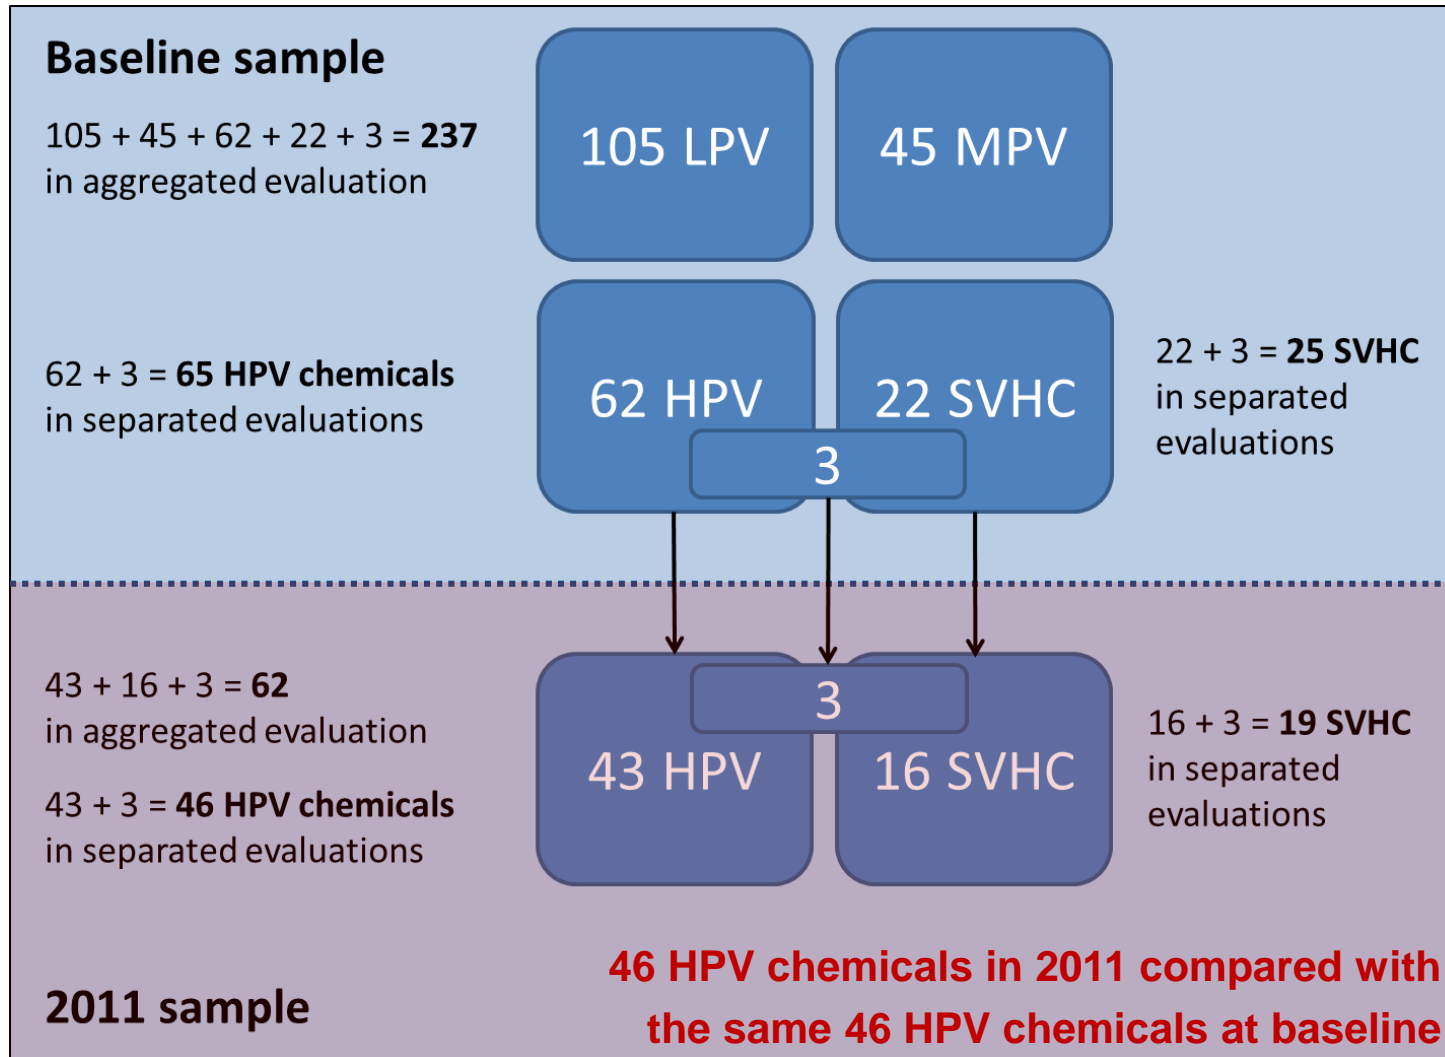 Baseline sample
105 + 45 + 62 + 22 + 3 = 237
in aggregated evaluation
105 LPV
45 MPV
62 + 3 = 65 HPV chemicals
in separated evaluations
62 HPV
22 SVHC
3
22 + 3 = 25 SVHC
in separated
evaluations
43 + 16 + 3 = 62
in aggregated evaluation
43 + 3 = 46 HPV chemicals
in separated evaluations
3
43 HPV
16 SVHC
16 + 3 = 19 SVHC
in separated
evaluations
2011 sample
46 HPV chemicals in 2011 compared with
the same 46 HPV chemicals at baseline